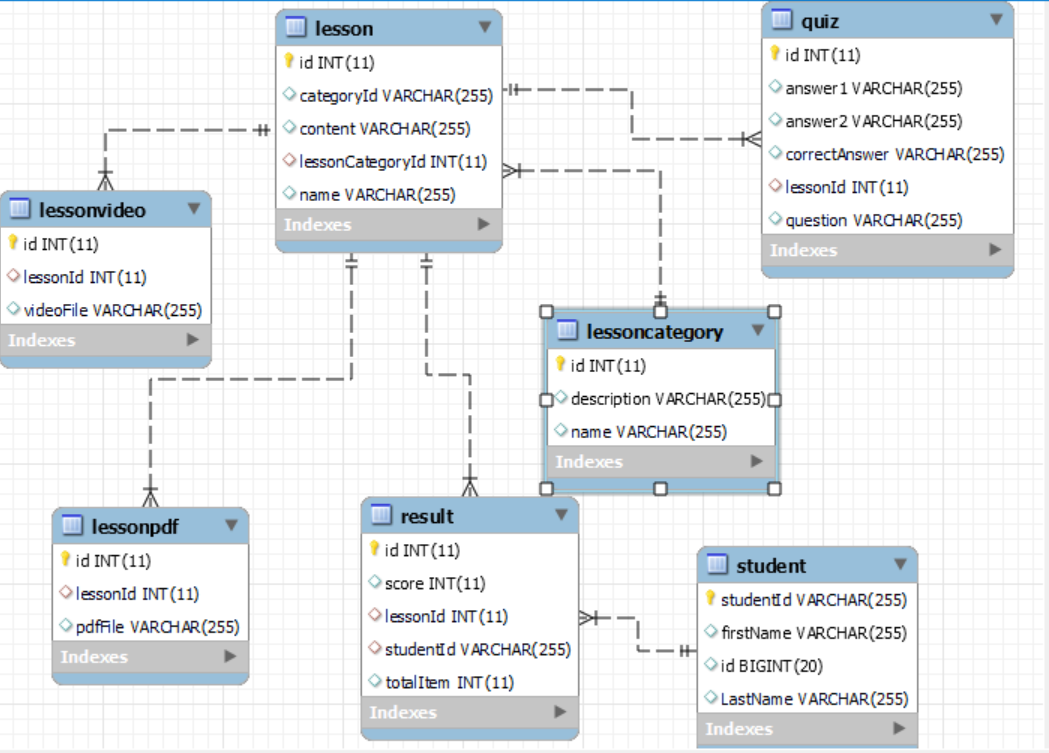 lesson
id INT(11)
categoryId VARCHAR(255)
content VARCHAR(255)
lessonCategoryId INT(11)
name VARCHAR(255)
Indexes
quiz
id INT(11)
answer1 VARCHAR(255)
answer2 VARCHAR(255)
correctAnswer VARCHAR(255)
lessonId INT(11)
question VARCHAR(255)
Indexes
lessonvideo
id INT(11)
lessonId INT(11)
videoFile VARCHAR(255)
Indexes
lessoncategory
id INT(11)
description VARCHAR(255)
name VARCHAR(255)
Indexes
lessonpdf
id INT(11)
lessonId INT(11)
pdfFile VARCHAR(255)
Indexes
result
id INT(11)
score INT(11)
lessonId INT(11)
studentId VARCHAR(255)
totalItem INT(11)
Indexes
student
studentId VARCHAR(255)
firstName VARCHAR(255)
id BIGINT(20)
LastName VARCHAR(255)
Indexes